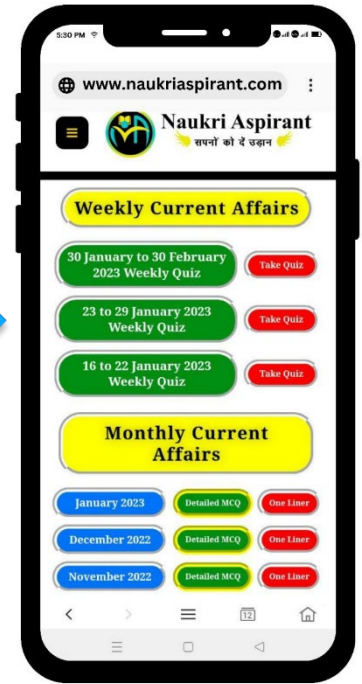 5:30 PM
www.naukriaspirant.com
Naukri Aspirant
सपनों को दें उड़ान
Weekly Current Affairs
30 January to 30 February
2023 Weekly Quiz
Take Quiz
23 to 29 January 2023
Weekly Quiz
Take Quiz
16 to 22 January 2023
Weekly Quiz
Take Quiz
Monthly Current
Affairs
January 2023 Detailed MCQ One Liner
December 2022 Detailed MCQ One Liner
November 2022 Detailed MCQ One Liner
12